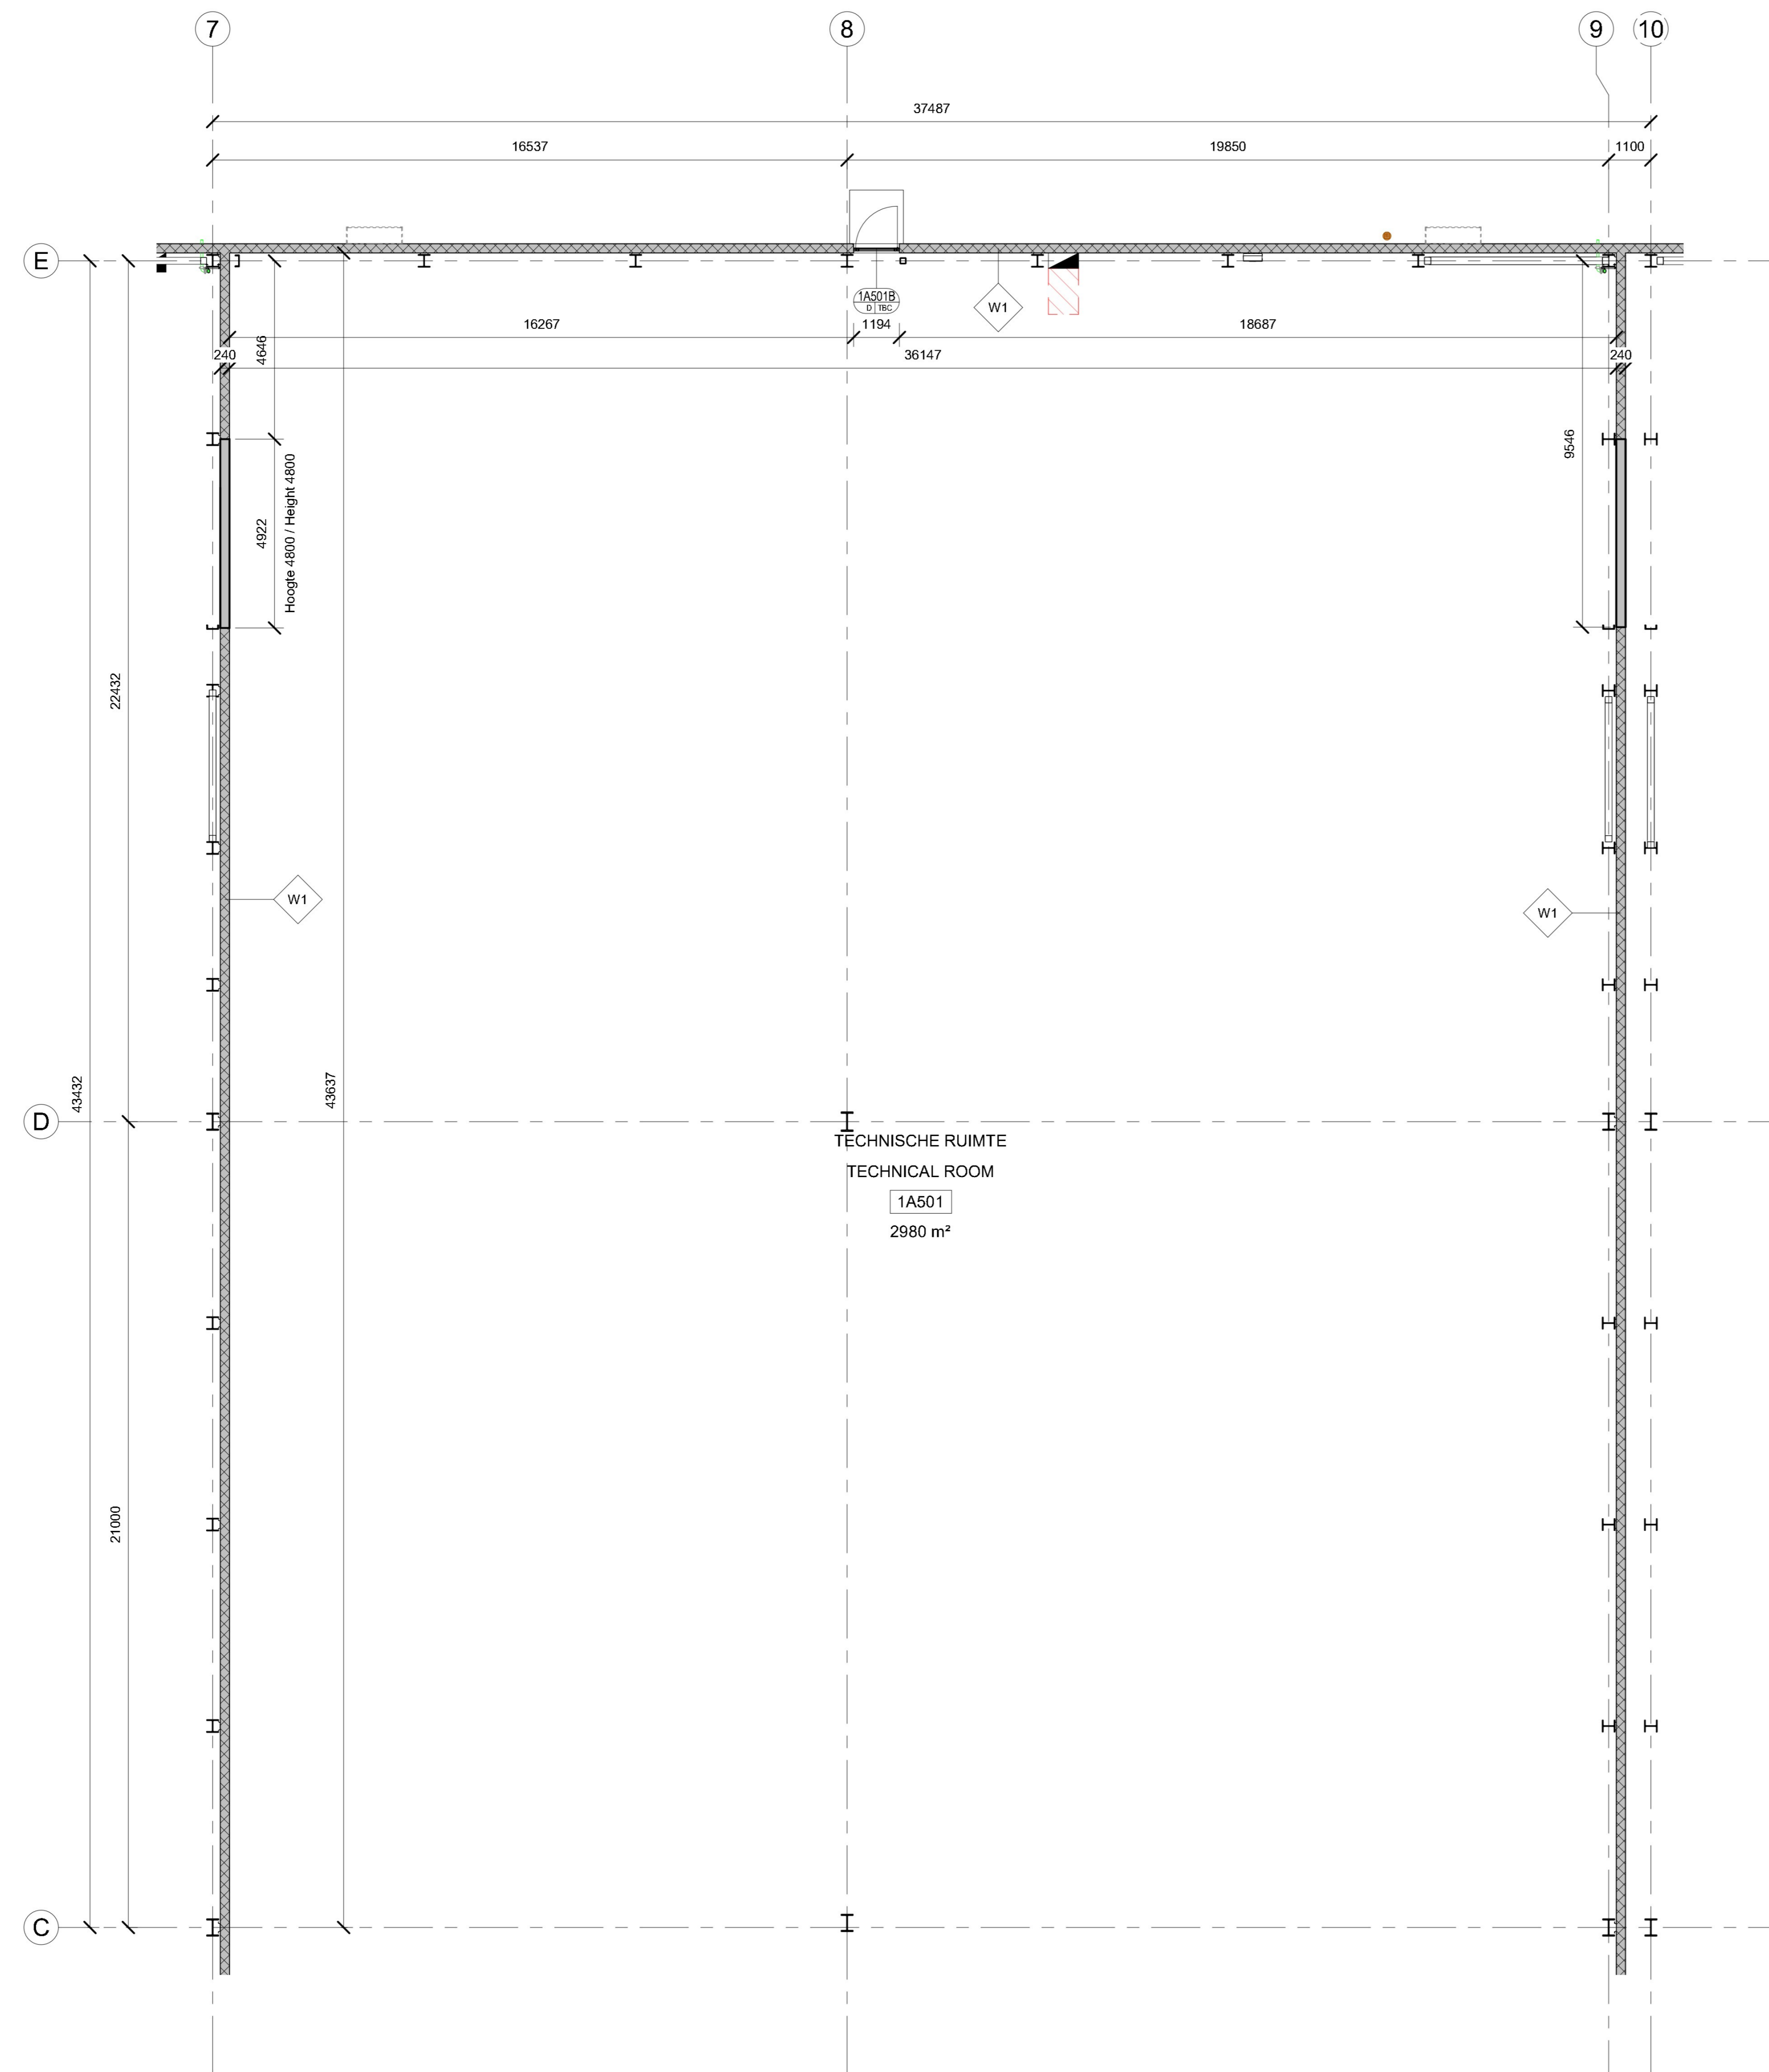 7
8
9
10
37487
16537
19850
1100
E
1A501B
D TBC
W1
16267
1194
18687
4646
240
36147
240
9546
Hoogte 4800 / Height 4800
4922
22432
W1
W1
43432
43637
D
TECHNISCHE RUIMTE
TECHNICAL ROOM
1A501
2980 m²
21000
C